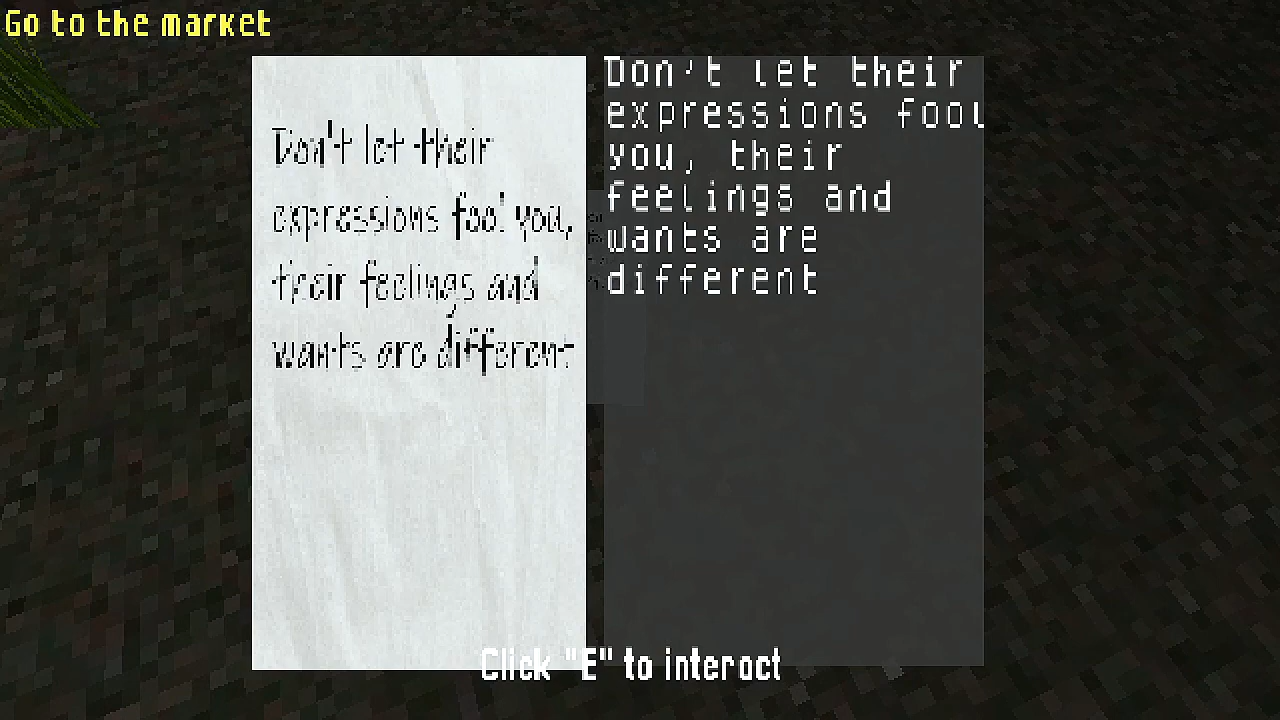 Go to the market
Don't let their
expressions fool you,
their feelings and
wants are different
Don't let their
expressions fool
you, their
feelings and
wants are
different
Click "E" to interact